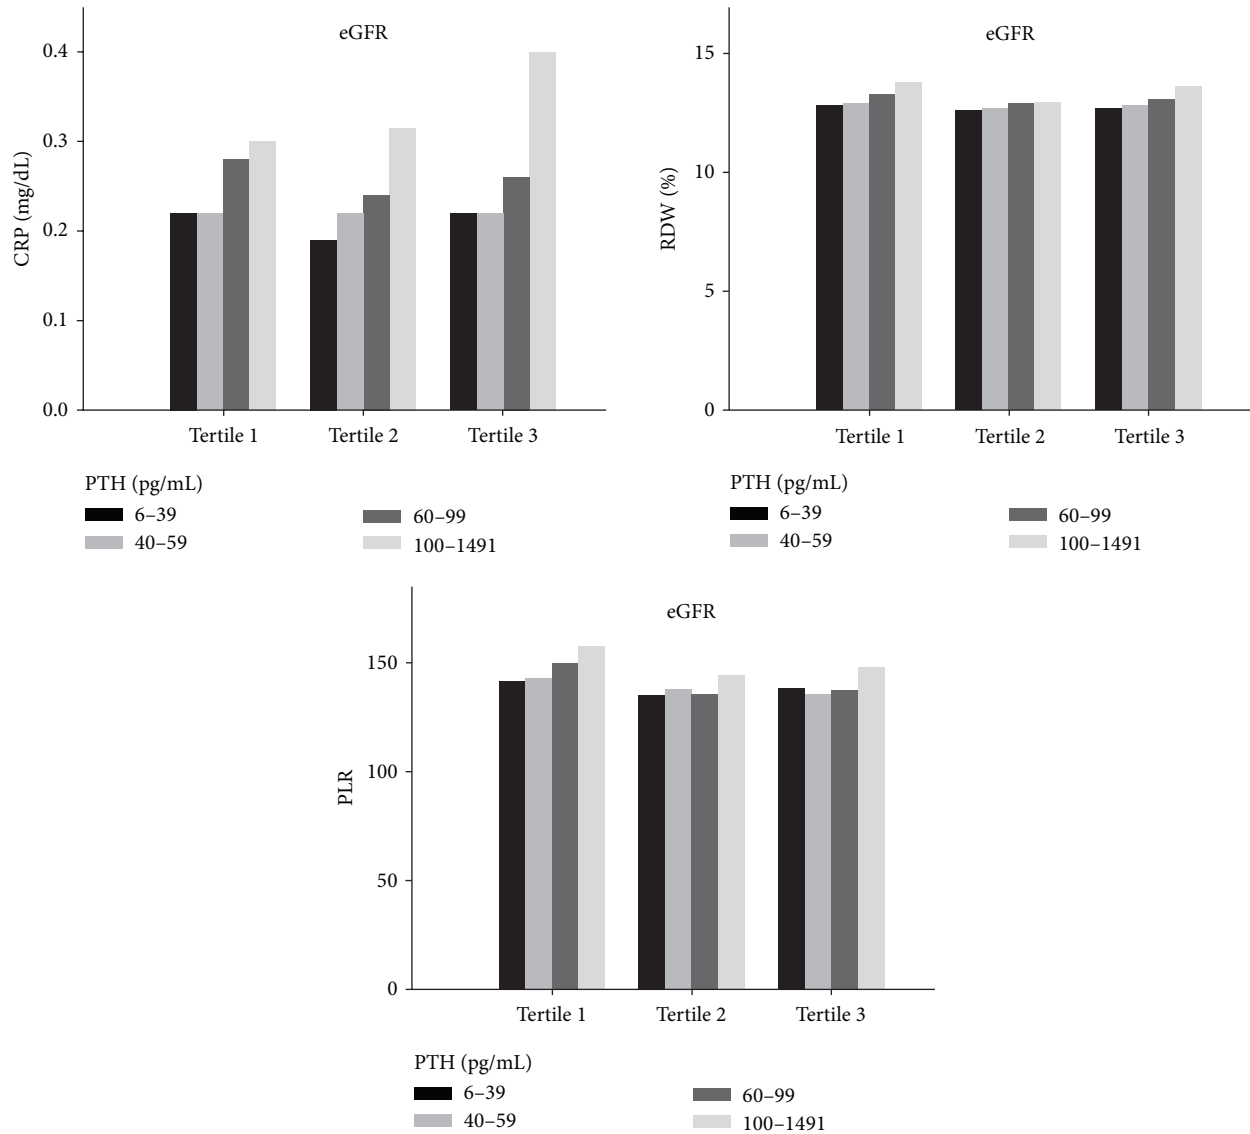 eGFR
CRP (mg/dL)
0.4
0.3
0.2
0.1
0.0
Tertile 1 Tertile 2 Tertile 3
PTH (pg/mL)
6–39 60–99
40–59 100–1491
eGFR
RDW (%)
15
10
5
0
Tertile 1 Tertile 2 Tertile 3
PTH (pg/mL)
6–39 60–99
40–59 100–1491
eGFR
PLR
150
100
50
0
Tertile 1 Tertile 2 Tertile 3
PTH (pg/mL)
6–39 60–99
40–59 100–1491